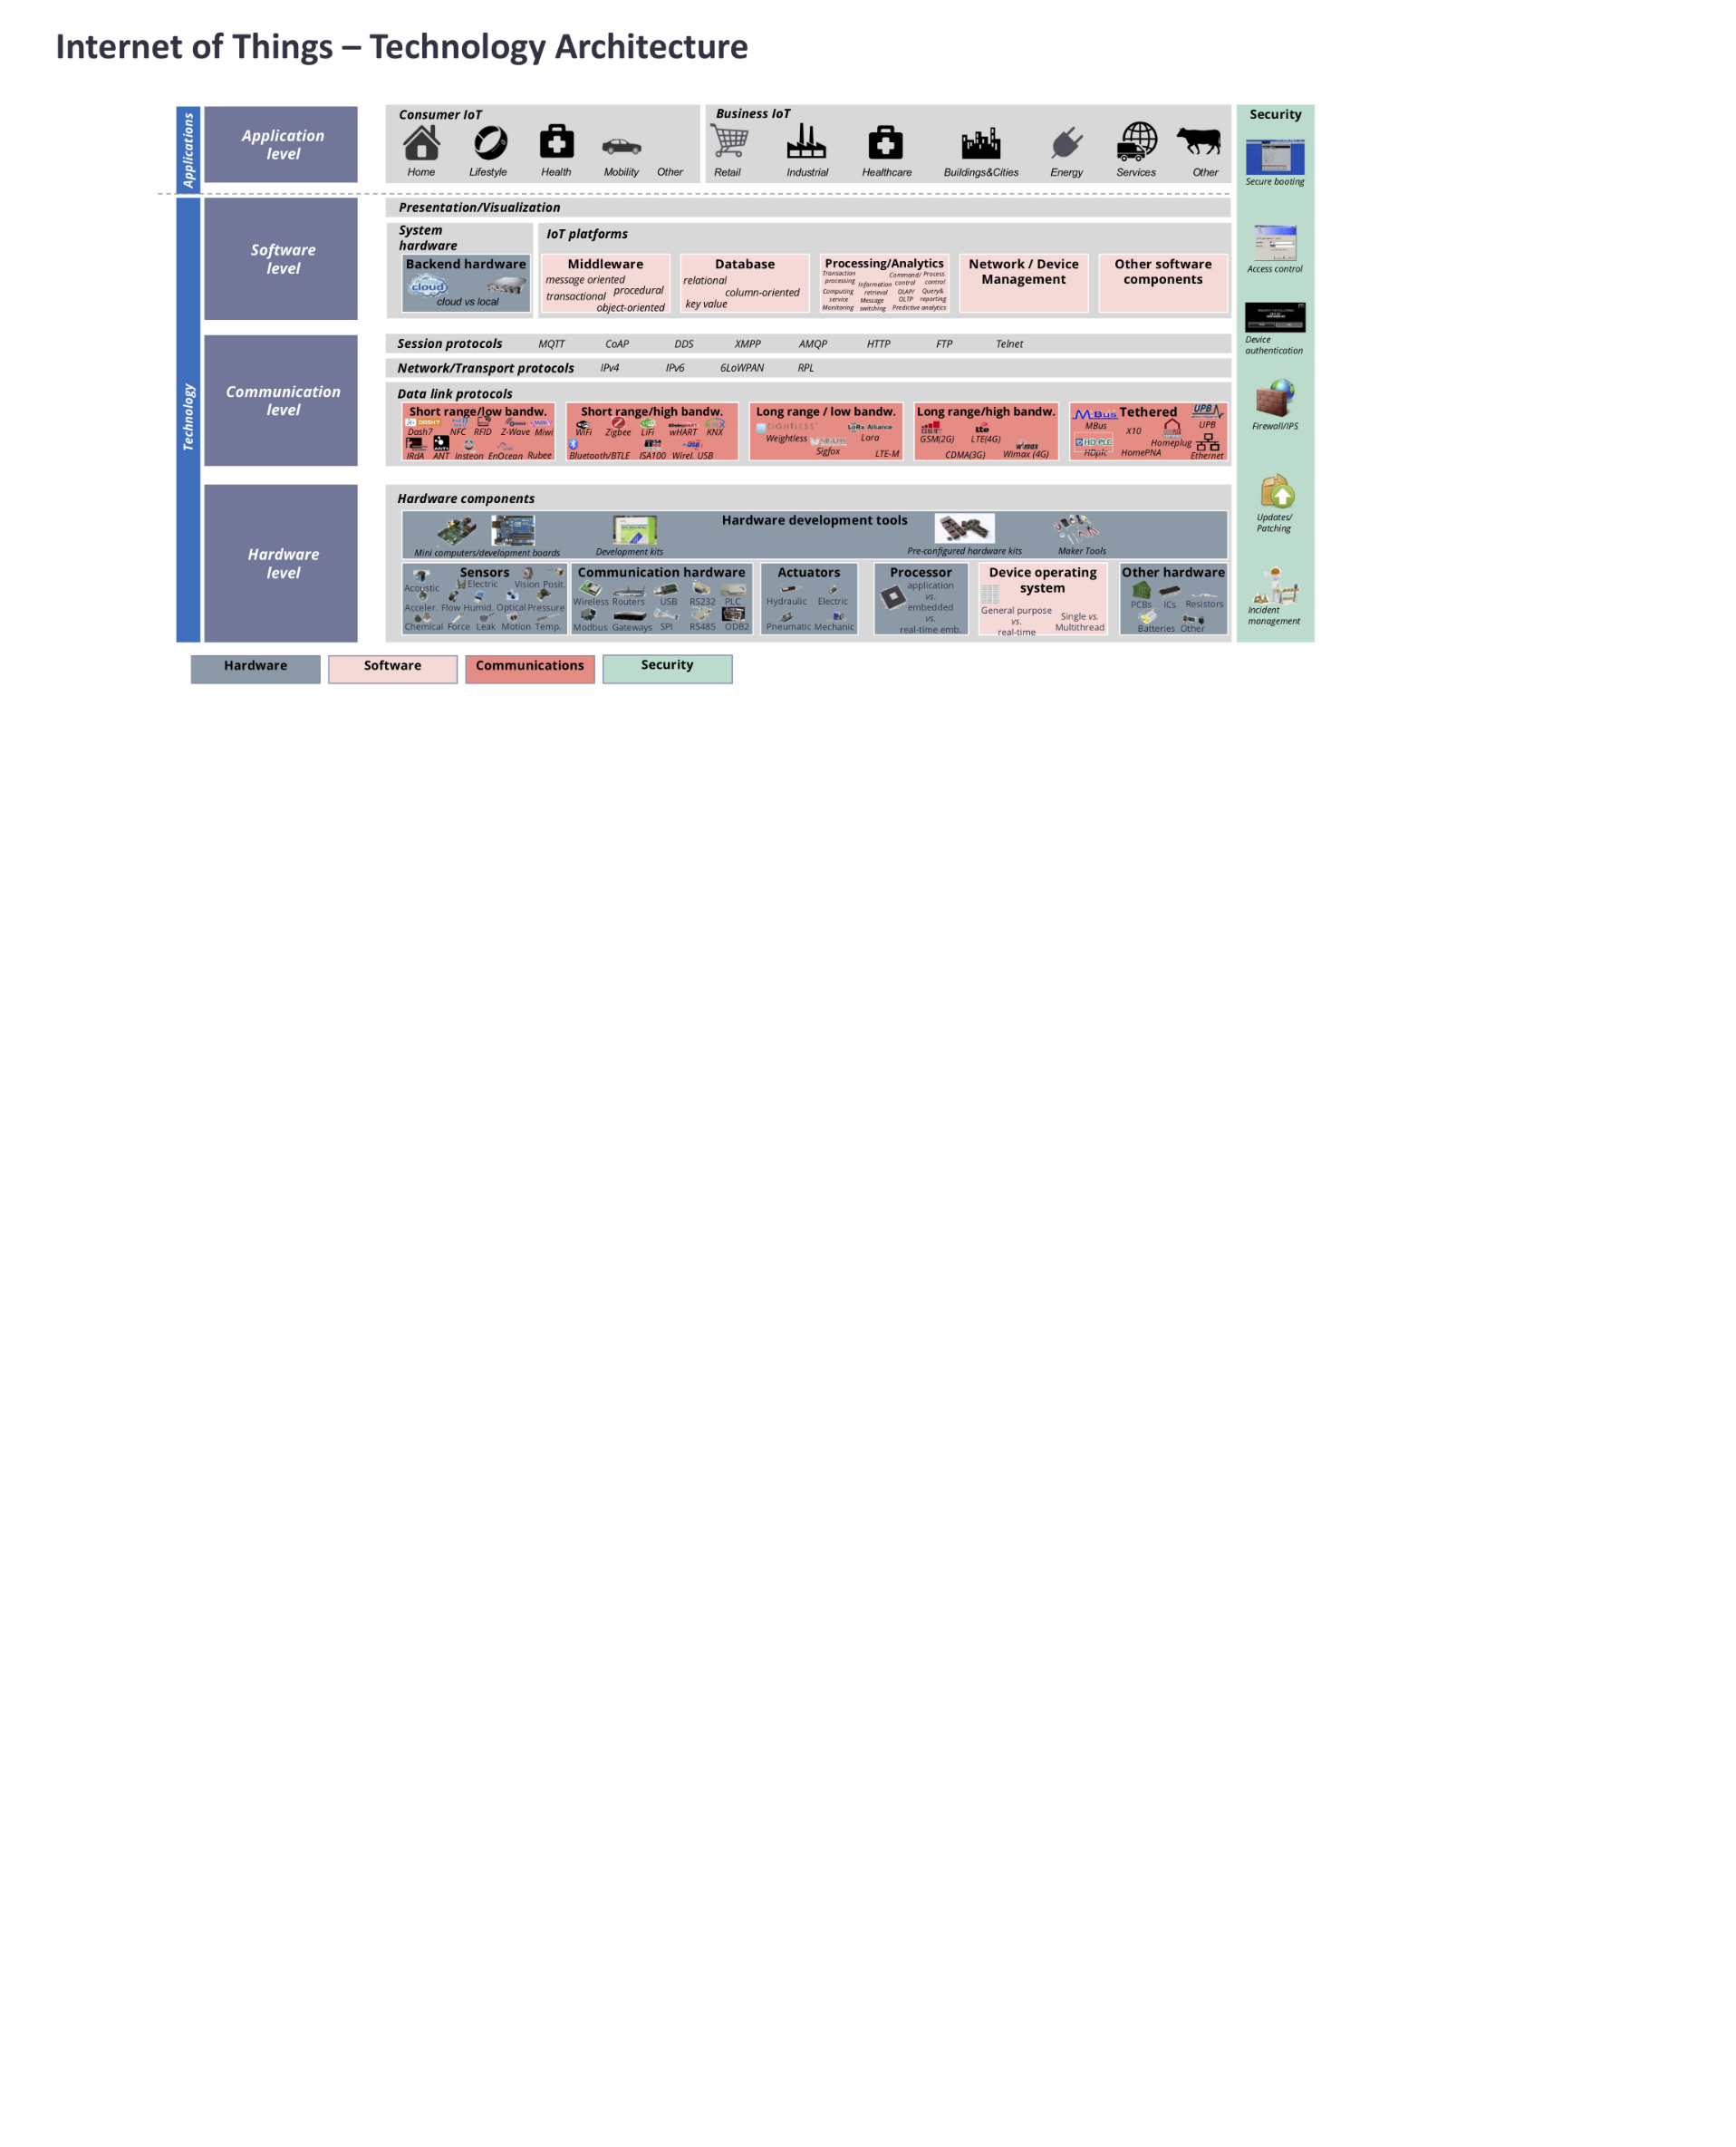 Internet of Things – Technology Architecture
Applications
Application
level
Consumer IoT
Home
Lifestyle
Health
Mobility
Other
Business IoT
Retail
Industrial
Healthcare
Buildings&Cities
Energy
Services
Other
Technology
Software
level
Presentation/Visualization
System
hardware
Backend hardware
cloud
cloud vs local
IoT platforms
Middleware
message oriented
procedural
transactional
object-oriented
Database
relational
column-oriented
key value
Processing/Analytics
Transaction
processing
Information
retrieval
Command/
control
Process
control
Computing
service
Message
switching
OLAP/
OLTP
Query&
reporting
Monitoring
Predictive analytics
Network / Device
Management
Other software
components
Communication
level
Session protocols
MQTT
CoAP
DDS
XMPP
AMQP
HTTP
FTP
Telnet
Network/Transport protocols
IPv4
IPv6
6LoWPAN
RPL
Data link protocols
Short range/low bandw.
DASH7
Dash7
NFC
RFID
Z-Wave
Miwi
IRdA
ANT
Insteon
EnOcean
Rubee
Short range/high bandw.
WiFi
Zigbee
LiFi
wHART
KNX
Bluetooth/BTLE
ISA100
Wirel. USB
Long range / low bandw.
Weightless
LoRa Alliance
Lora
Sigfox
LTE-M
Long range/high bandw.
GSM(2G)
LTE(4G)
CDMA(3G)
Wimax (4G)
Tethered
M-Bus
MBus
X10
UPB
UPB
Homeplug
HD-PLC
HDplc
HomePNA
Ethernet
Hardware
level
Hardware components
Hardware development tools
Mini computers/development boards
Development kits
Pre-configured hardware kits
Maker Tools
Sensors
Acoustic
Electric
Vision
Posit.
Acceler.
Flow
Humid.
Optical
Pressure
Chemical
Force
Leak
Motion
Temp.
Communication hardware
Wireless
Routers
USB
RS232
PLC
Modbus
Gateways
SPI
RS485
ODB2
Actuators
Hydraulic
Electric
Pneumatic
Mechanic
Processor
application
vs.
embedded
vs.
real-time emb.
Device operating
system
General purpose
vs.
real-time
Single vs.
Multithread
Other hardware
PCBs
ICs
Resistors
Batteries
Other
Security
Secure booting
Access control
Device
authentication
Firewall/IPS
Updates/
Patching
Incident
management
Hardware
Software
Communications
Security